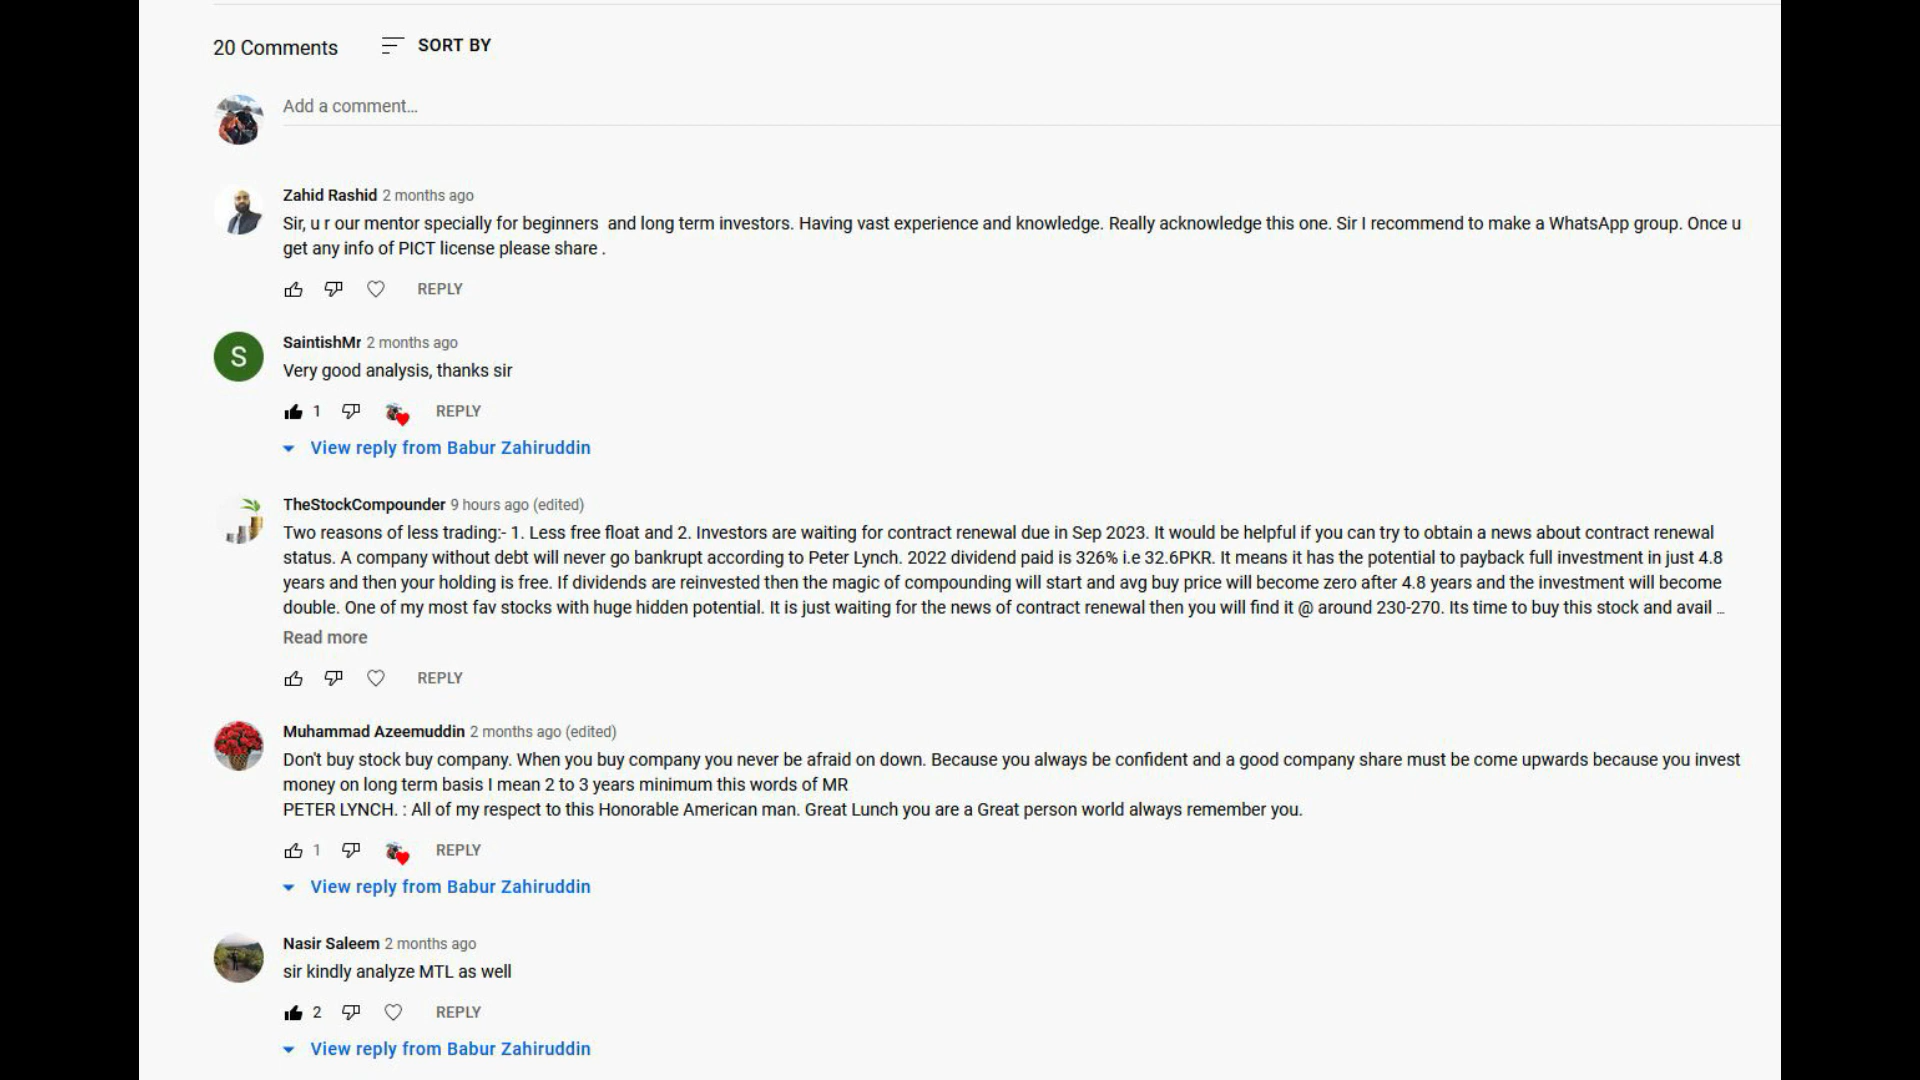 20 Comments SORT BY
Add a comment...
Zahid Rashid 2 months ago
Sir, u r our mentor specially for beginners and long term investors. Having vast experience and knowledge. Really acknowledge this one. Sir I recommend to make a WhatsApp group. Once u
get any info of PICT license please share .
REPLY
S
SaintishMr 2 months ago
Very good analysis, thanks sir
1 REPLY
View reply from Babur Zahiruddin
TheStockCompounder 9 hours ago (edited)
Two reasons of less trading:- 1. Less free float and 2. Investors are waiting for contract renewal due in Sep 2023. It would be helpful if you can try to obtain a news about contract renewal
status. A company without debt will never go bankrupt according to Peter Lynch. 2022 dividend paid is 326% i.e 32.6PKR. It means it has the potential to payback full investment in just 4.8
years and then your holding is free. If dividends are reinvested then the magic of compounding will start and avg buy price will become zero after 4.8 years and the investment will become
double. One of my most fav stocks with huge hidden potential. It is just waiting for the news of contract renewal then you will find it @ around 230-270. Its time to buy this stock and avail ...
Read more
REPLY
Muhammad Azeemuddin 2 months ago (edited)
Don't buy stock buy company. When you buy company you never be afraid on down. Because you always be confident and a good company share must be come upwards because you invest
money on long term basis I mean 2 to 3 years minimum this words of MR
PETER LYNCH. : All of my respect to this Honorable American man. Great Lunch you are a Great person world always remember you.
1 REPLY
View reply from Babur Zahiruddin
Nasir Saleem 2 months ago
sir kindly analyze MTL as well
2 REPLY
View reply from Babur Zahiruddin